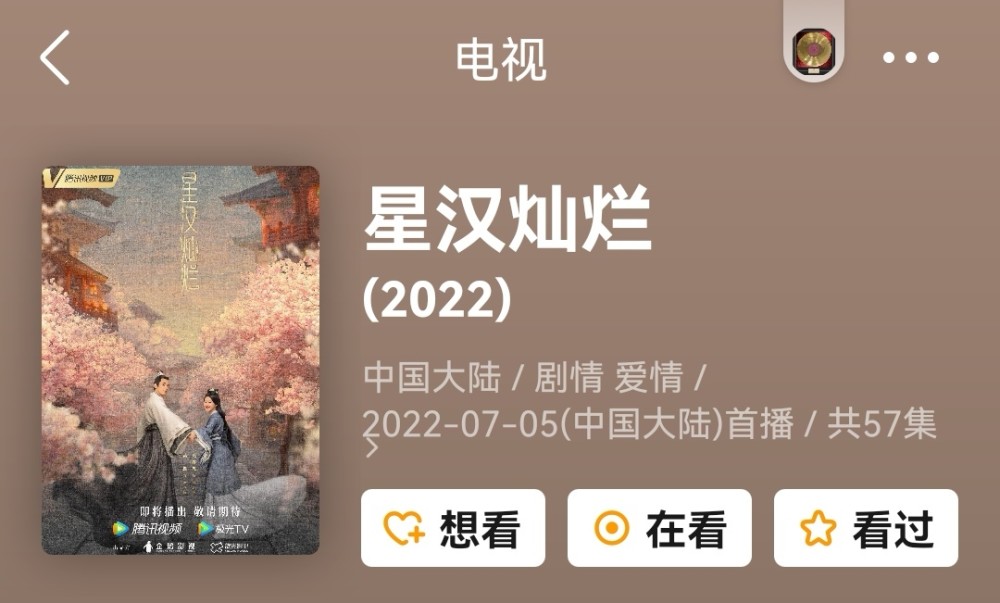 电视
腾讯视频 VIP
星汉灿烂
即将播出 敬请期待
腾讯视频 极光TV
星汉灿烂
(2022)
中国大陆 / 剧情 爱情 /
2022-07-05(中国大陆)首播 / 共57集
想看 在看 看过